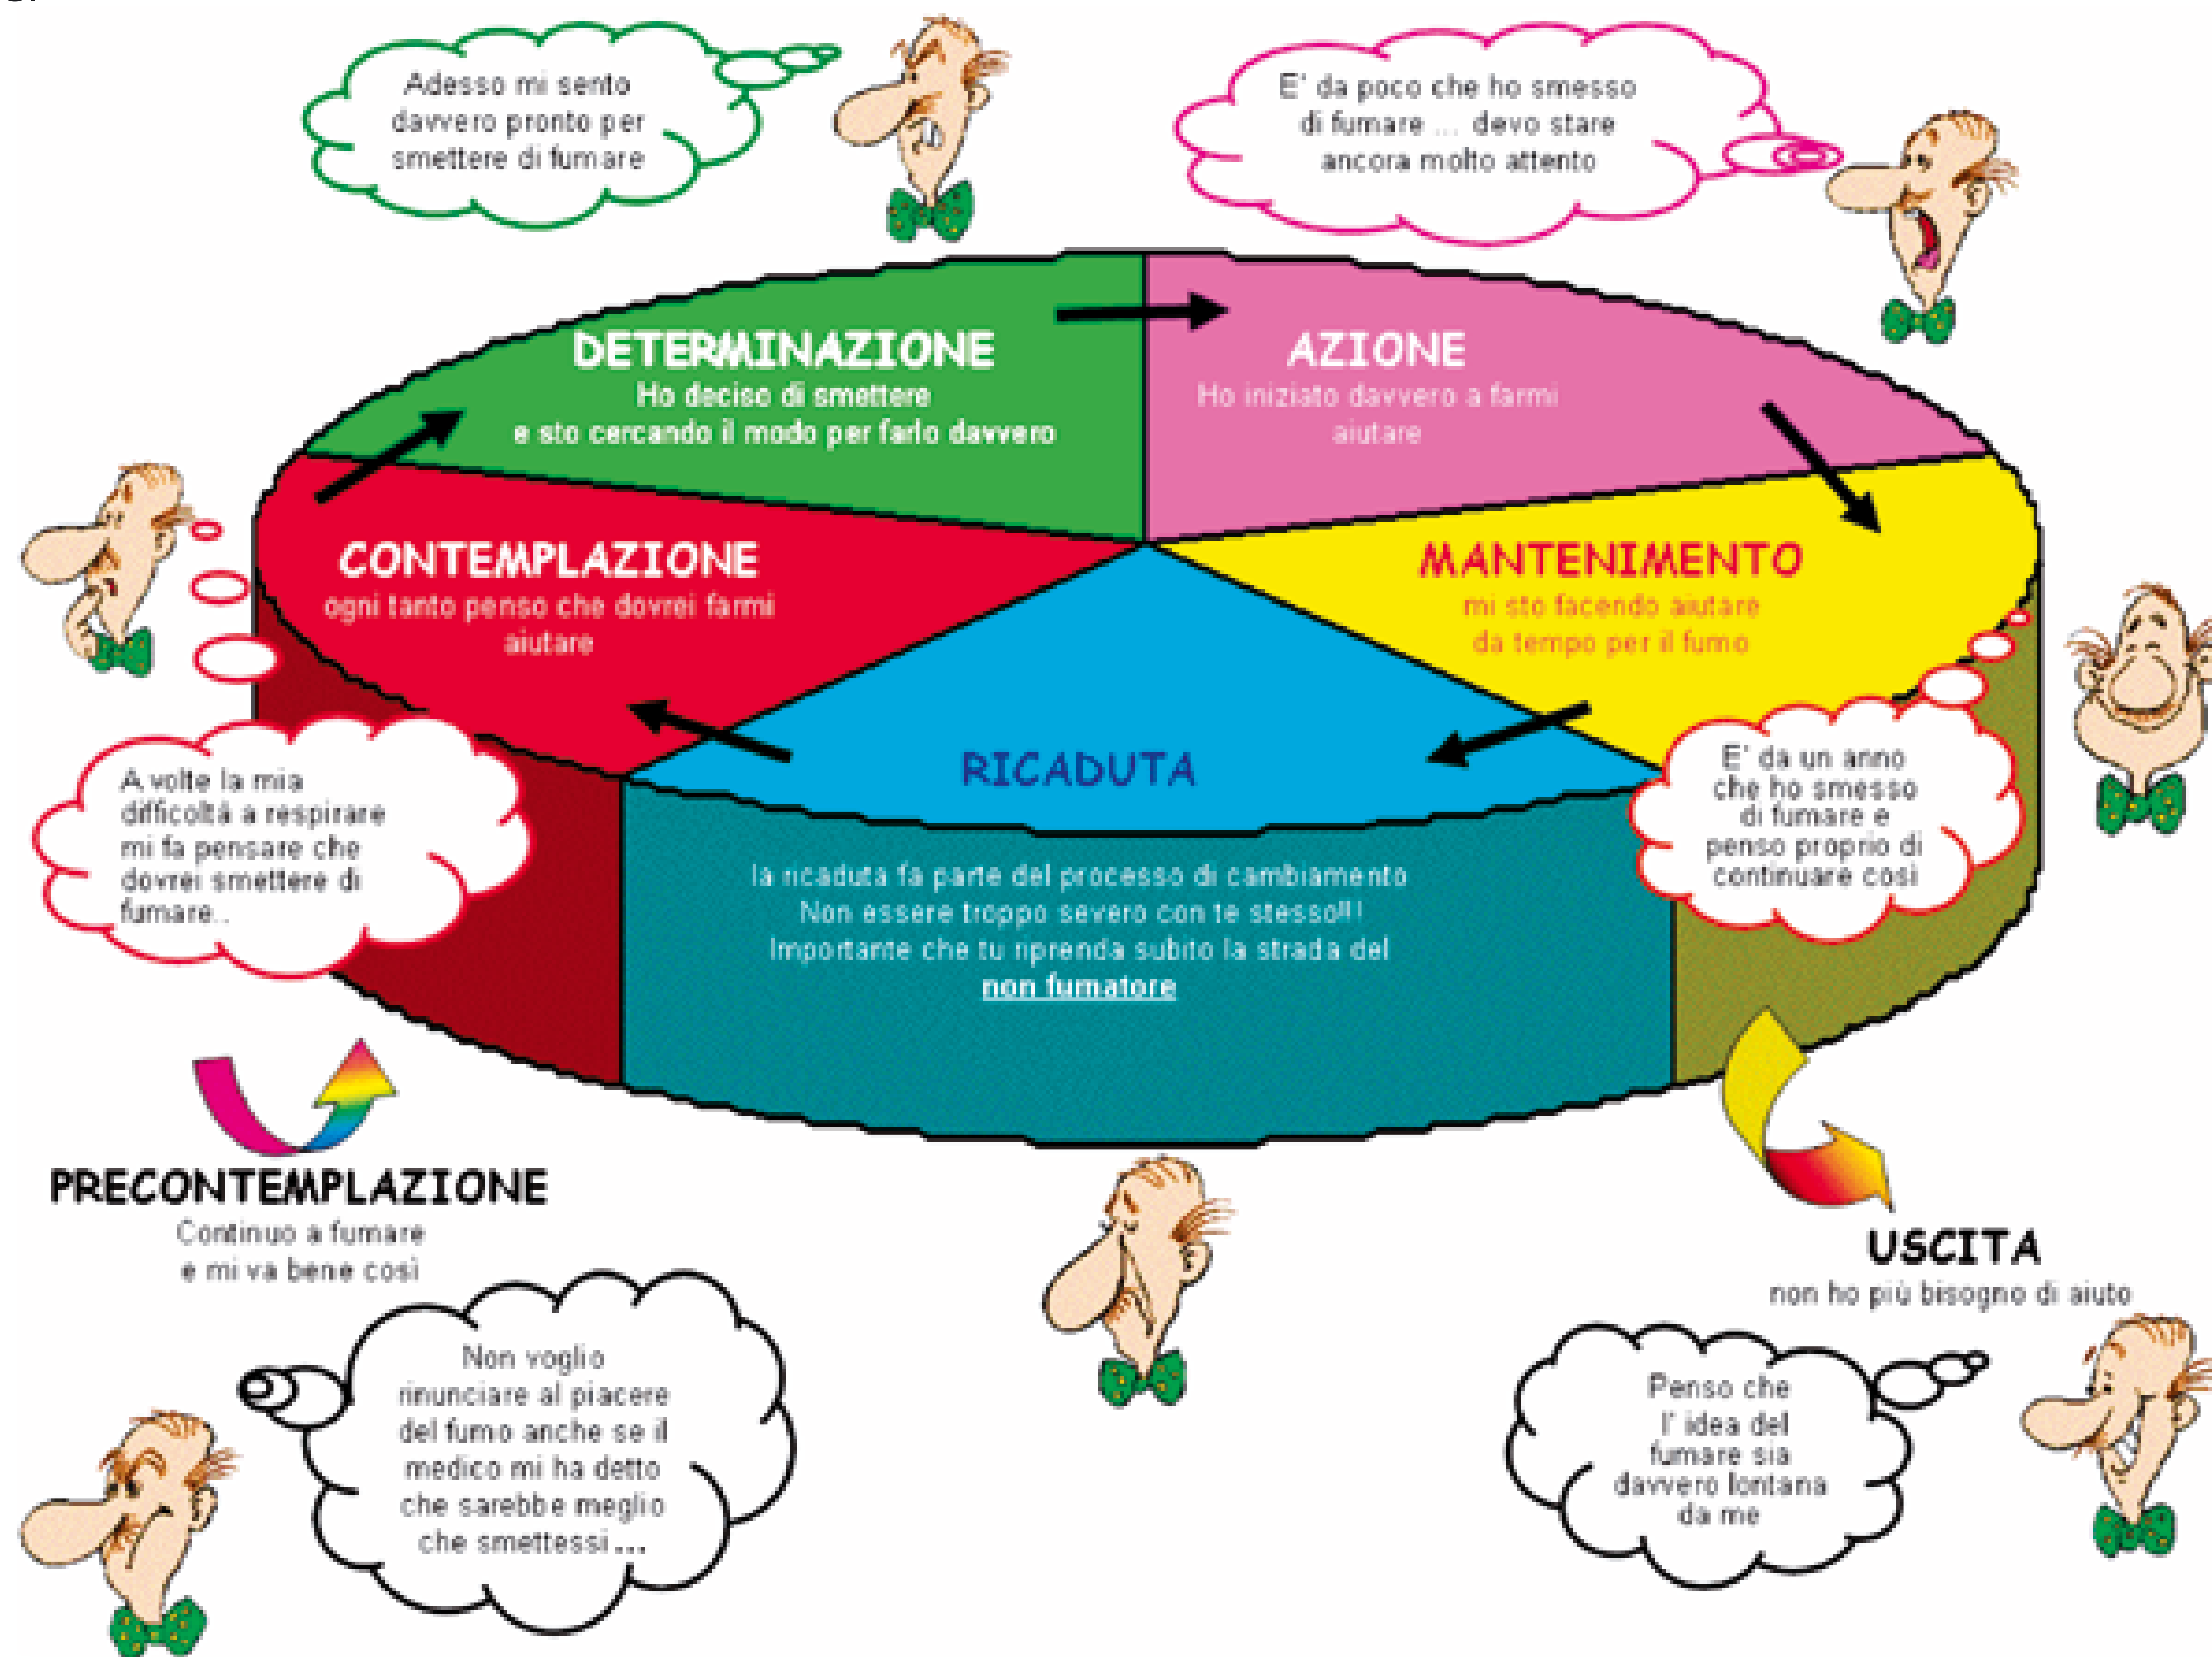 Adesso mi sento
davvero pronto per
smettere di fumare
E' da poco che ho smesso
di fumare ... devo stare
ancora molto attento
DETERMINAZIONE
Ho deciso di smettere
e sto cercando il modo per farlo davvero
AZIONE
Ho iniziato davvero a farmi
aiutare
CONTEMPLAZIONE
ogni tanto penso che dovrei farmi
aiutare
MANTENIMENTO
mi sto facendo aiutare
da tempo per il fumo
RICADUTA
A volte la mia
difficoltà a respirare
mi fa pensare che
dovrei smettere di
fumare..
E' da un anno
che ho smesso
di fumare e
penso proprio di
continuare così
la ricaduta fa parte del processo di cambiamento
Non essere troppo severo con te stesso!!!
Importante che tu riprenda subito la strada del
non fumatore
PRECONTEMPLAZIONE
Continuo a fumare
e mi va bene così
Non voglio
rinunciare al piacere
del fumo anche se il
medico mi ha detto
che sarebbe meglio
che smettessi ...
USCITA
non ho più bisogno di aiuto
Penso che
l' idea del
fumare sia
davvero lontana
da me